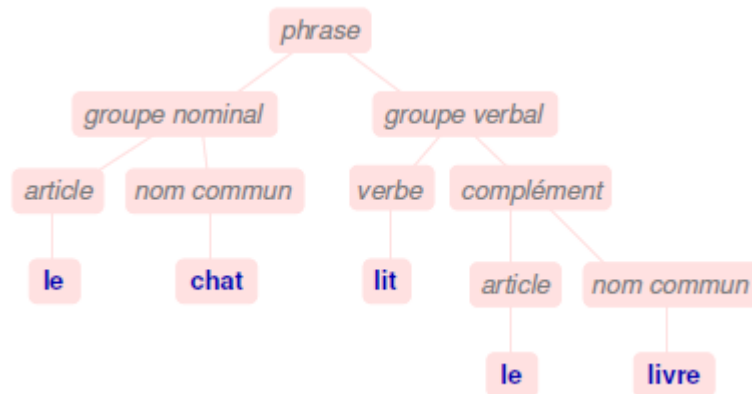 phrase
groupe nominal groupe verbal
article nom commun verbe complément
le chat lit article nom commun
le livre